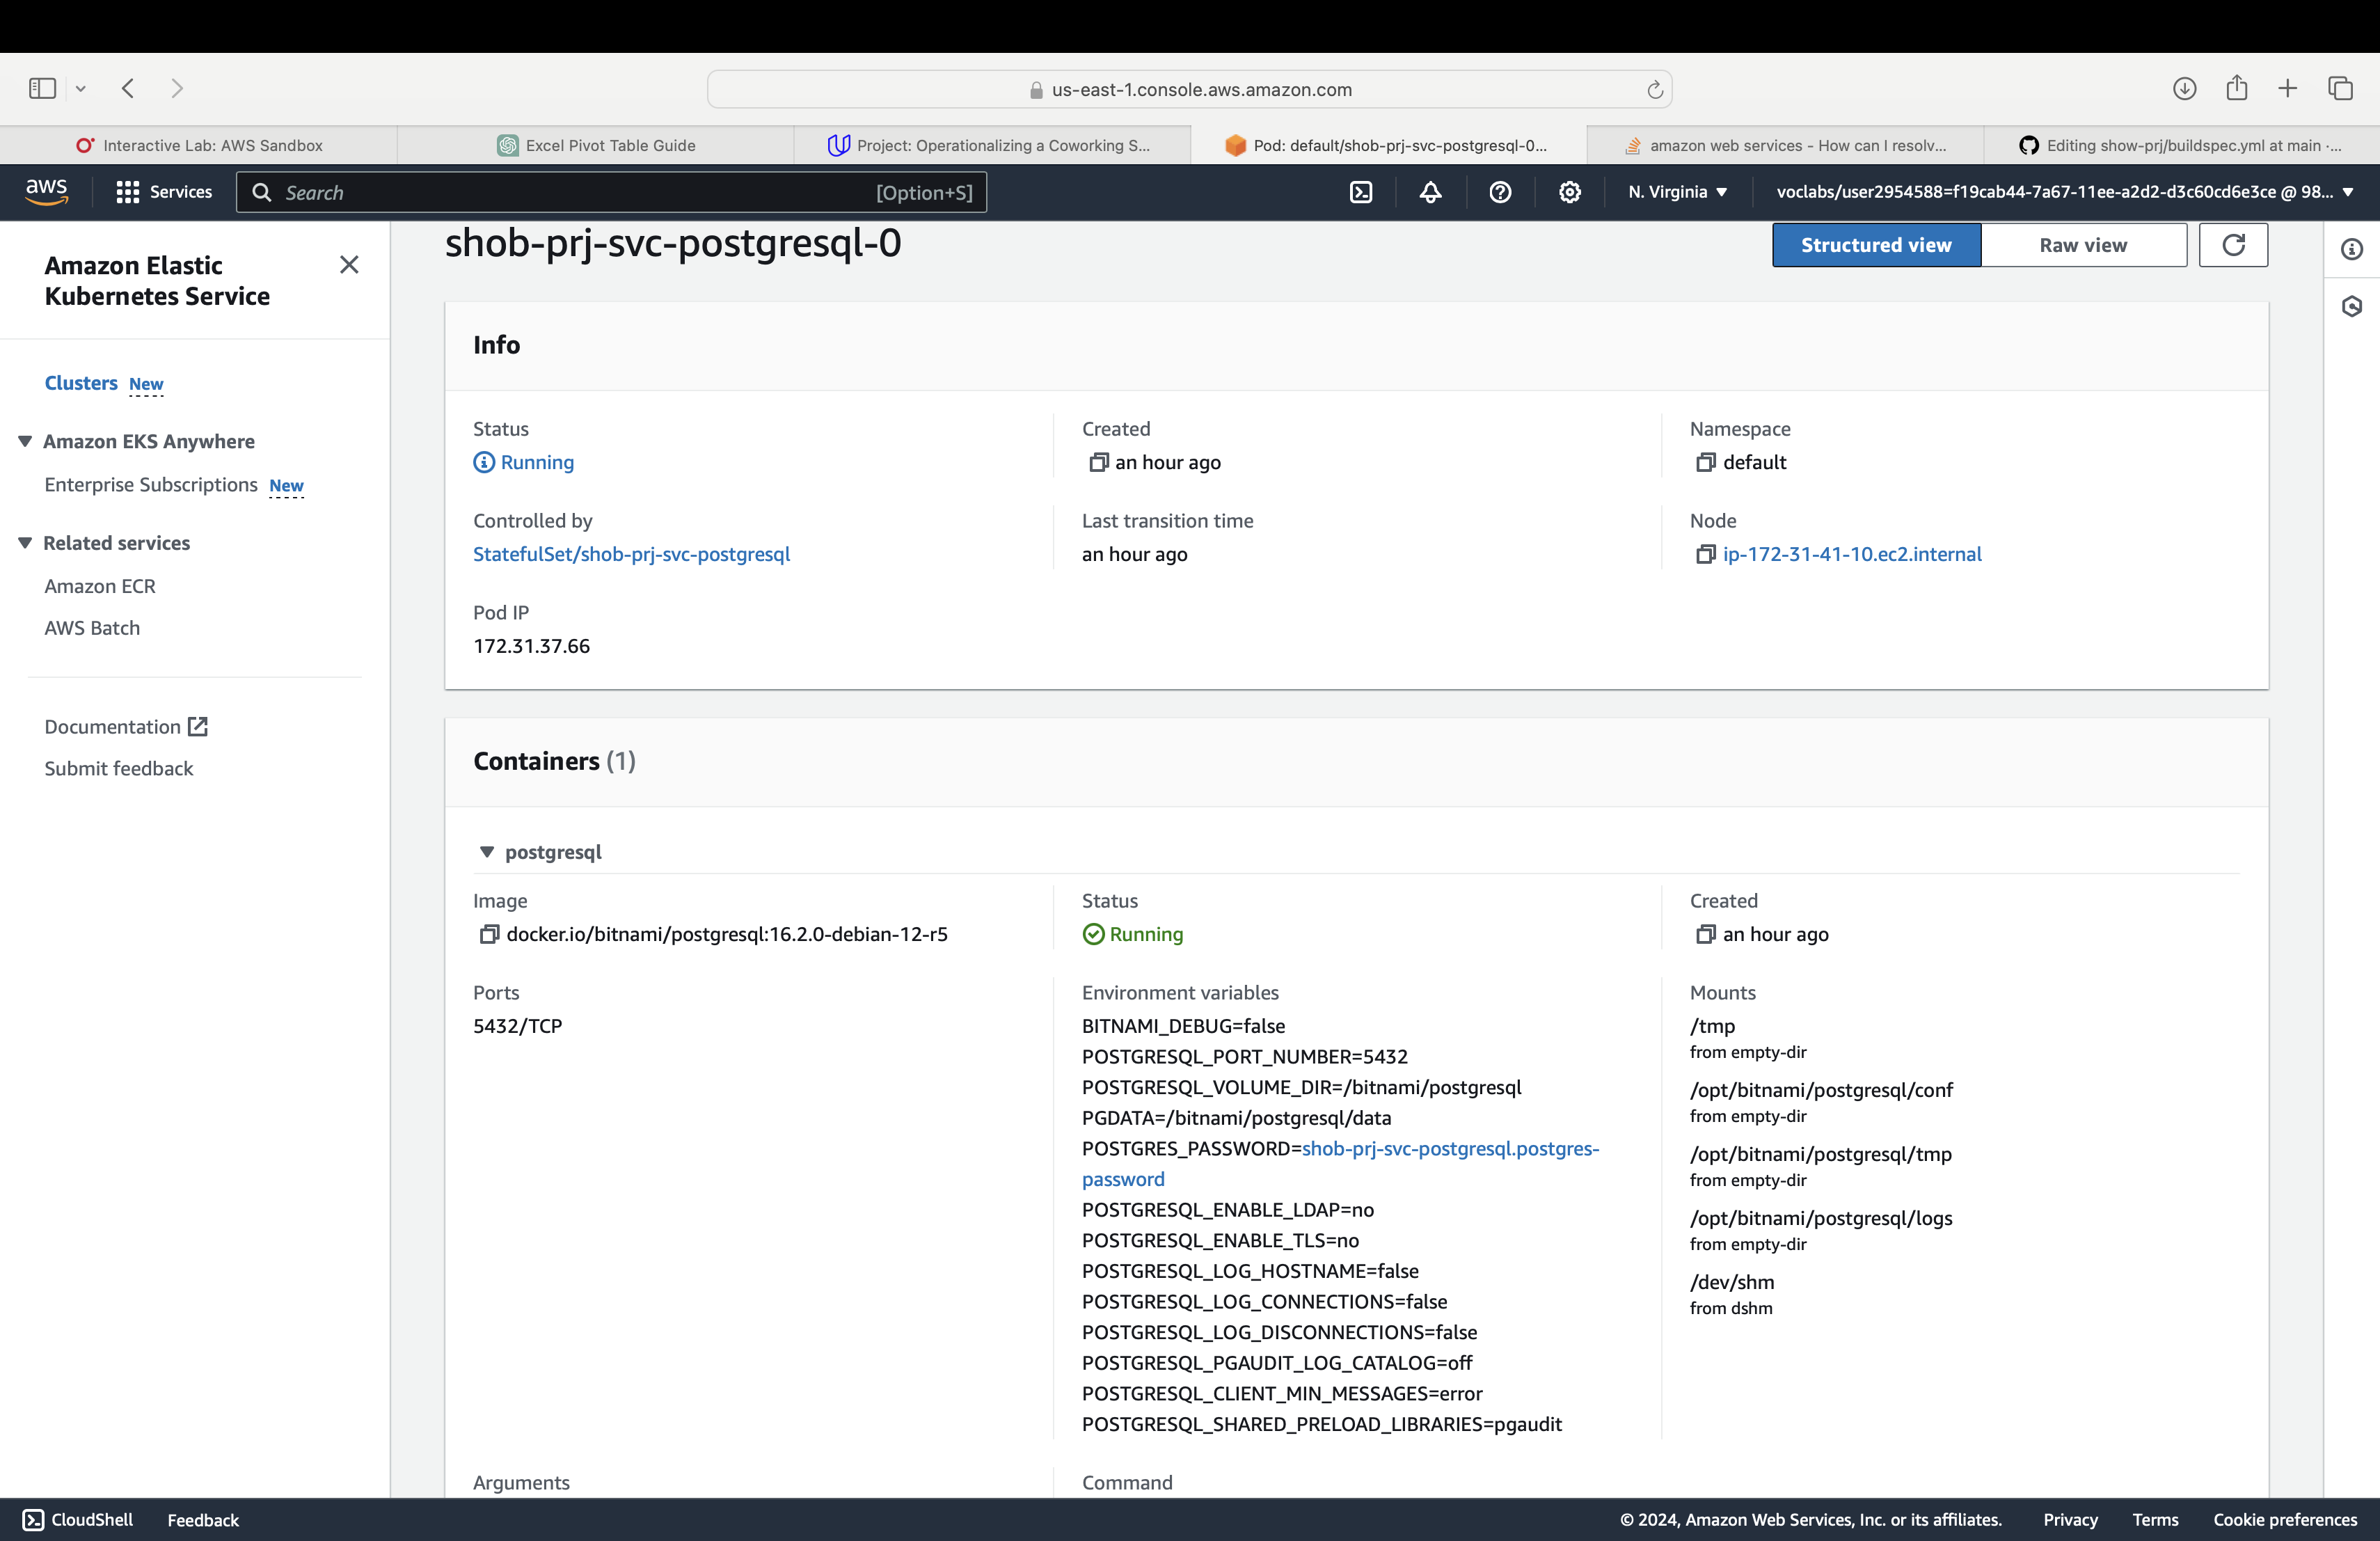 us-east-1.console.aws.amazon.com
Interactive Lab: AWS Sandbox
Excel Pivot Table Guide
Project: Operationalizing a Coworking S...
Pod: default/shob-prj-svc-postgresql-0...
amazon web services - How can I resolv...
Editing show-prj/buildspec.yml at main ·...
aws
Services
Search
[Option+S]
N. Virginia
voclabs/user2954588=f19cab44-7a67-11ee-a2d2-d3c60cd6e3ce @ 98...
Amazon Elastic
Kubernetes Service
Clusters New
Amazon EKS Anywhere
Enterprise Subscriptions New
Related services
Amazon ECR
AWS Batch
Documentation
Submit feedback
shob-prj-svc-postgresql-0
Structured view
Raw view
Info
Status
Running
Created
an hour ago
Namespace
default
Controlled by
StatefulSet/shob-prj-svc-postgresql
Last transition time
an hour ago
Node
ip-172-31-41-10.ec2.internal
Pod IP
172.31.37.66
Containers (1)
postgresql
Image
docker.io/bitnami/postgresql:16.2.0-debian-12-r5
Status
Running
Created
an hour ago
Ports
5432/TCP
Environment variables
BITNAMI_DEBUG=false
POSTGRESQL_PORT_NUMBER=5432
POSTGRESQL_VOLUME_DIR=/bitnami/postgresql
PGDATA=/bitnami/postgresql/data
POSTGRES_PASSWORD=shob-prj-svc-postgresql.postgres-
password
POSTGRESQL_ENABLE_LDAP=no
POSTGRESQL_ENABLE_TLS=no
POSTGRESQL_LOG_HOSTNAME=false
POSTGRESQL_LOG_CONNECTIONS=false
POSTGRESQL_LOG_DISCONNECTIONS=false
POSTGRESQL_PGAUDIT_LOG_CATALOG=off
POSTGRESQL_CLIENT_MIN_MESSAGES=error
POSTGRESQL_SHARED_PRELOAD_LIBRARIES=pgaudit
Mounts
/tmp
from empty-dir
/opt/bitnami/postgresql/conf
from empty-dir
/opt/bitnami/postgresql/tmp
from empty-dir
/opt/bitnami/postgresql/logs
from empty-dir
/dev/shm
from dshm
Arguments
Command
CloudShell
Feedback
© 2024, Amazon Web Services, Inc. or its affiliates.
Privacy
Terms
Cookie preferences